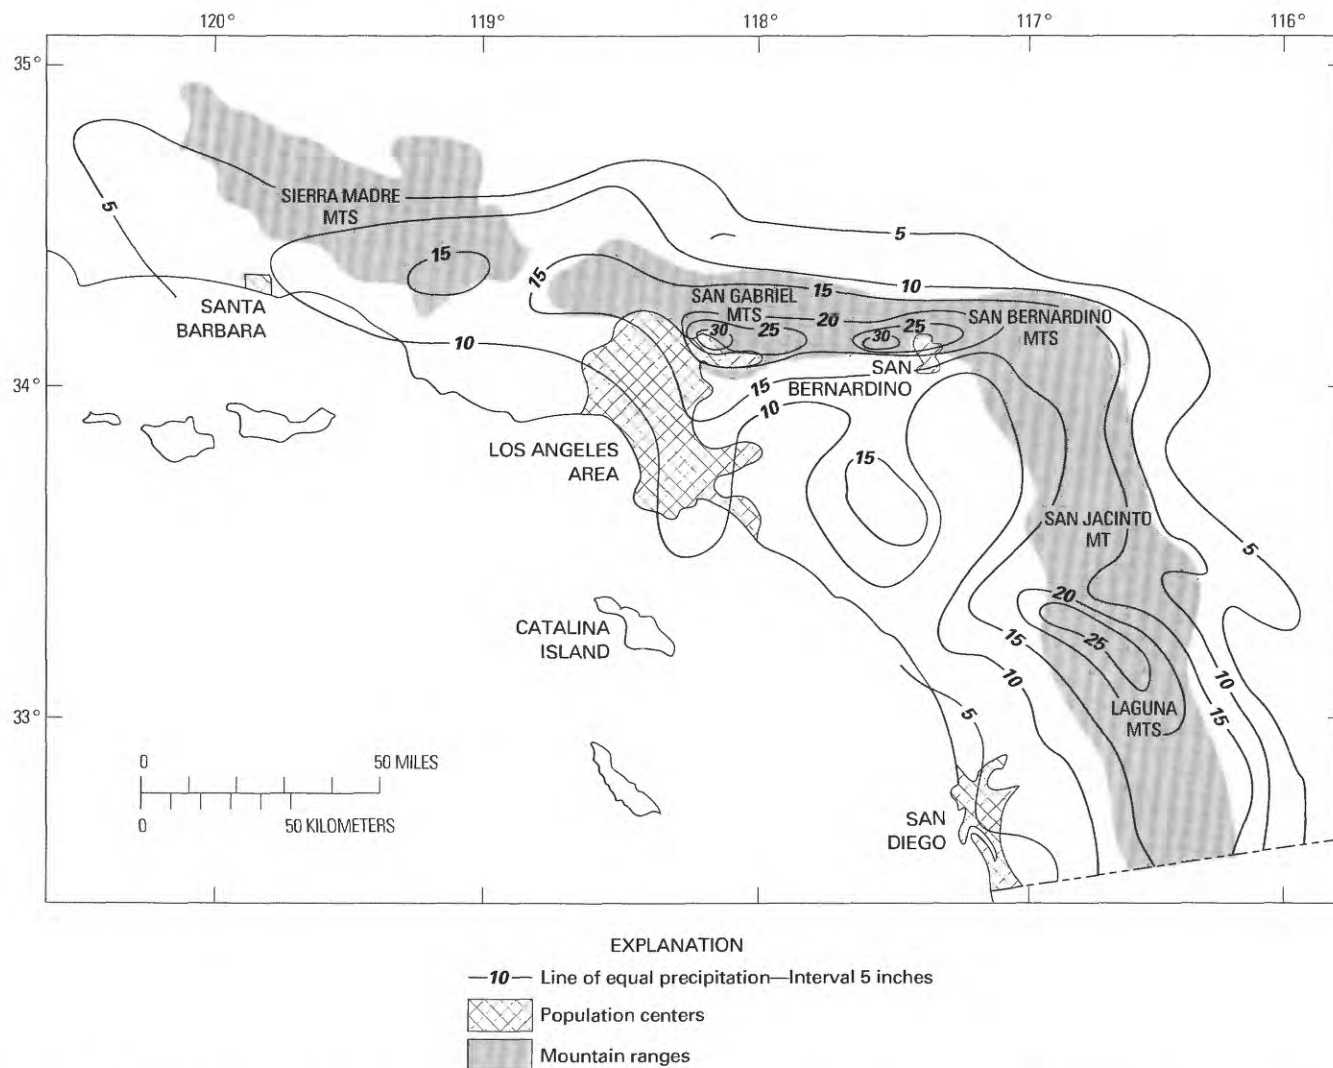 120° 119° 118° 117° 116°
35°
SIERRA MADRE
MTS
5
5
15
15
SAN GABRIEL
MTS
15
10
20
SAN BERNARDINO
MTS
30
25
30
25
SANTA
BARBARA
10
34°
SAN
BERNARDINO
15
10
LOS ANGELES
AREA
15
SAN JACINTO
MT
5
20
CATALINA
ISLAND
15
25
10
10
33°
5
LAGUNA
MTS
15
0 50 MILES
0 50 KILOMETERS
SAN
DIEGO
EXPLANATION
10 Line of equal precipitation—Interval 5 inches
Population centers
Mountain ranges